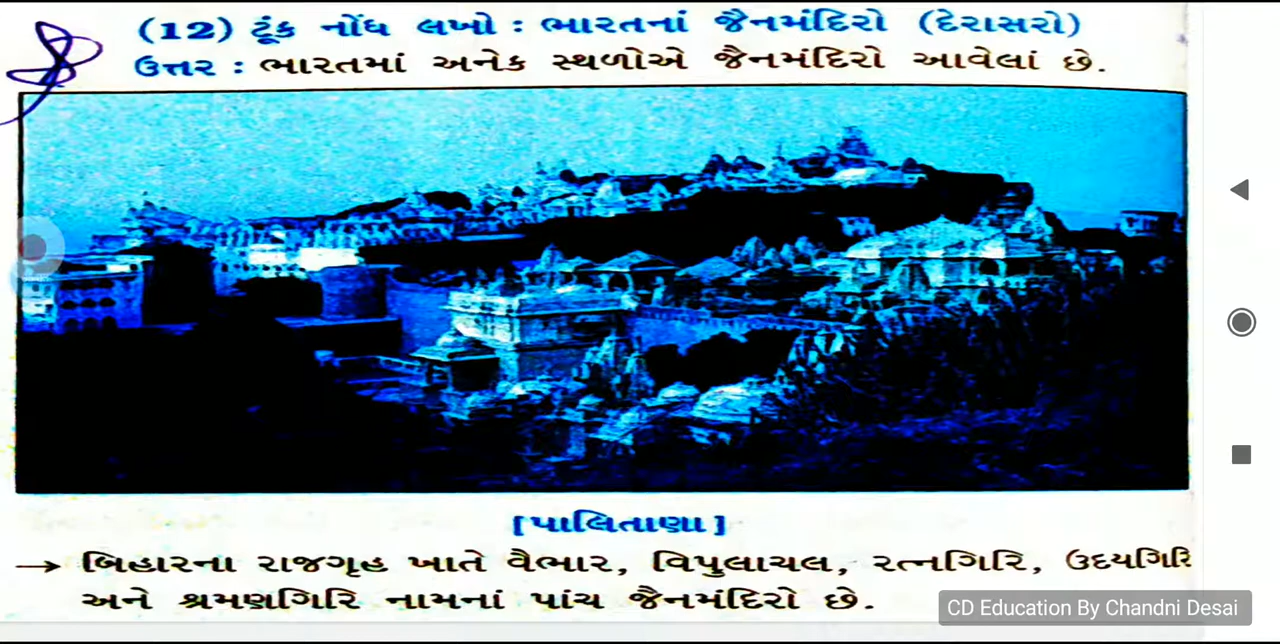 (12) ટૂંક નોંધ લખો : ભારતનાં જૈનમંદિરો (દેરાસરો)
ઉત્તર : ભારતમાં અનેક સ્થળોએ જૈનમંદિરો આવેલાં છે.
[પાલિતાણા]
→ બિહારના રાજગૃહ ખાતે વૈભાર, વિપુલાચલ, રત્નગિરિ, ઉદયગિરિ
અને શ્રમણગિરિ નામનાં પાંચ જૈનમંદિરો છે.
CD Education By Chandni Desai